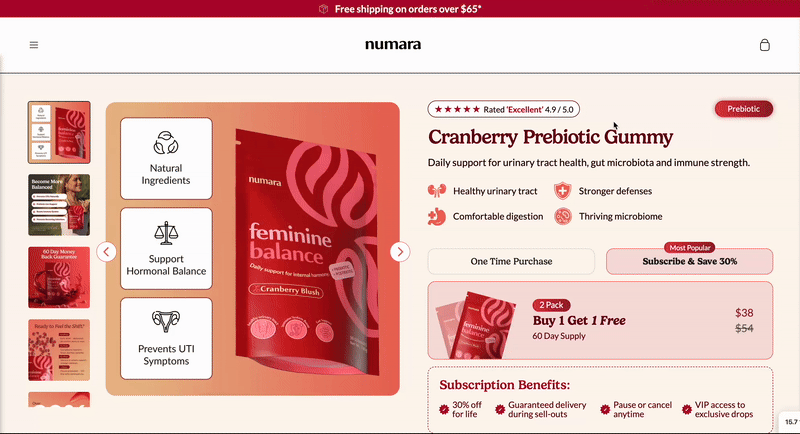 Free shipping on orders over $65*
numara
Natural
Ingredients
Support
Hormonal Balance
Prevents UTI
Symptoms
numara
feminine
balance
Daily support for internal harmony
Cranberry Blush
Become More
Balanced
60 Day Money
Back Guarantee
Ready to Feel the Shift?
★★★★★ Rated 'Excellent' 4.9 / 5.0
Prebiotic
Cranberry Prebiotic Gummy
Daily support for urinary tract health, gut microbiota and immune strength.
Healthy urinary tract
Stronger defenses
Comfortable digestion
Thriving microbiome
One Time Purchase
Most Popular
Subscribe & Save 30%
feminine
balance
2 Pack
Buy 1 Get 1 Free
60 Day Supply
$38
$54
Subscription Benefits:
30% off
for life
Guaranteed delivery
during sell-outs
Pause or cancel
anytime
VIP access to
exclusive drops
15.7